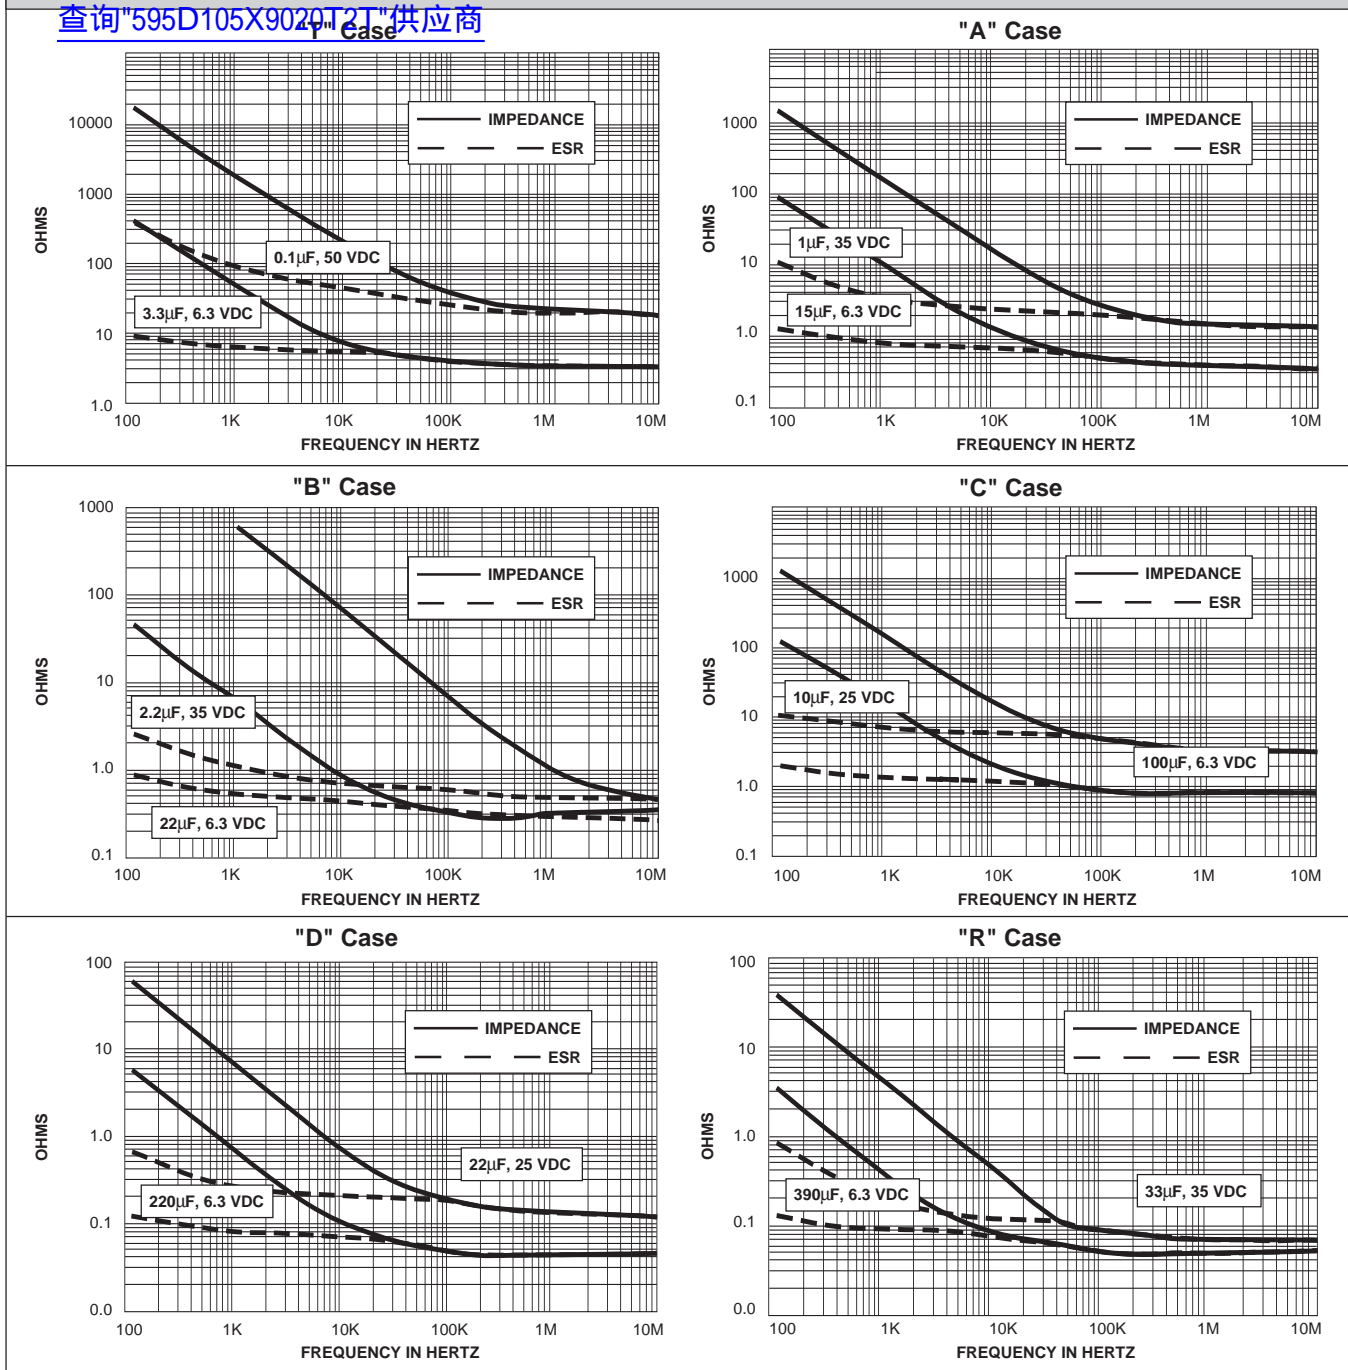 查询"595D105X9020T2T"供应商
"T" Case
10000
1000
100
10
1.0
OHMS
IMPEDANCE
ESR
0.1µF, 50 VDC
3.3µF, 6.3 VDC
100 1K 10K 100K 1M 10M
FREQUENCY IN HERTZ
"A" Case
1000
100
10
1.0
0.1
OHMS
IMPEDANCE
ESR
1µF, 35 VDC
15µF, 6.3 VDC
100 1K 10K 100K 1M 10M
FREQUENCY IN HERTZ
"B" Case
1000
100
10
1.0
0.1
OHMS
IMPEDANCE
ESR
2.2µF, 35 VDC
22µF, 6.3 VDC
100 1K 10K 100K 1M 10M
FREQUENCY IN HERTZ
"C" Case
1000
100
10
1.0
0.1
OHMS
IMPEDANCE
ESR
10µF, 25 VDC
100µF, 6.3 VDC
100 1K 10K 100K 1M 10M
FREQUENCY IN HERTZ
"D" Case
100
10
1.0
0.1
0.0
OHMS
IMPEDANCE
ESR
22µF, 25 VDC
220µF, 6.3 VDC
100 1K 10K 100K 1M 10M
FREQUENCY IN HERTZ
"R" Case
100
10
1.0
0.1
0.0
OHMS
IMPEDANCE
ESR
390µF, 6.3 VDC
33µF, 35 VDC
100 1K 10K 100K 1M 10M
FREQUENCY IN HERTZ